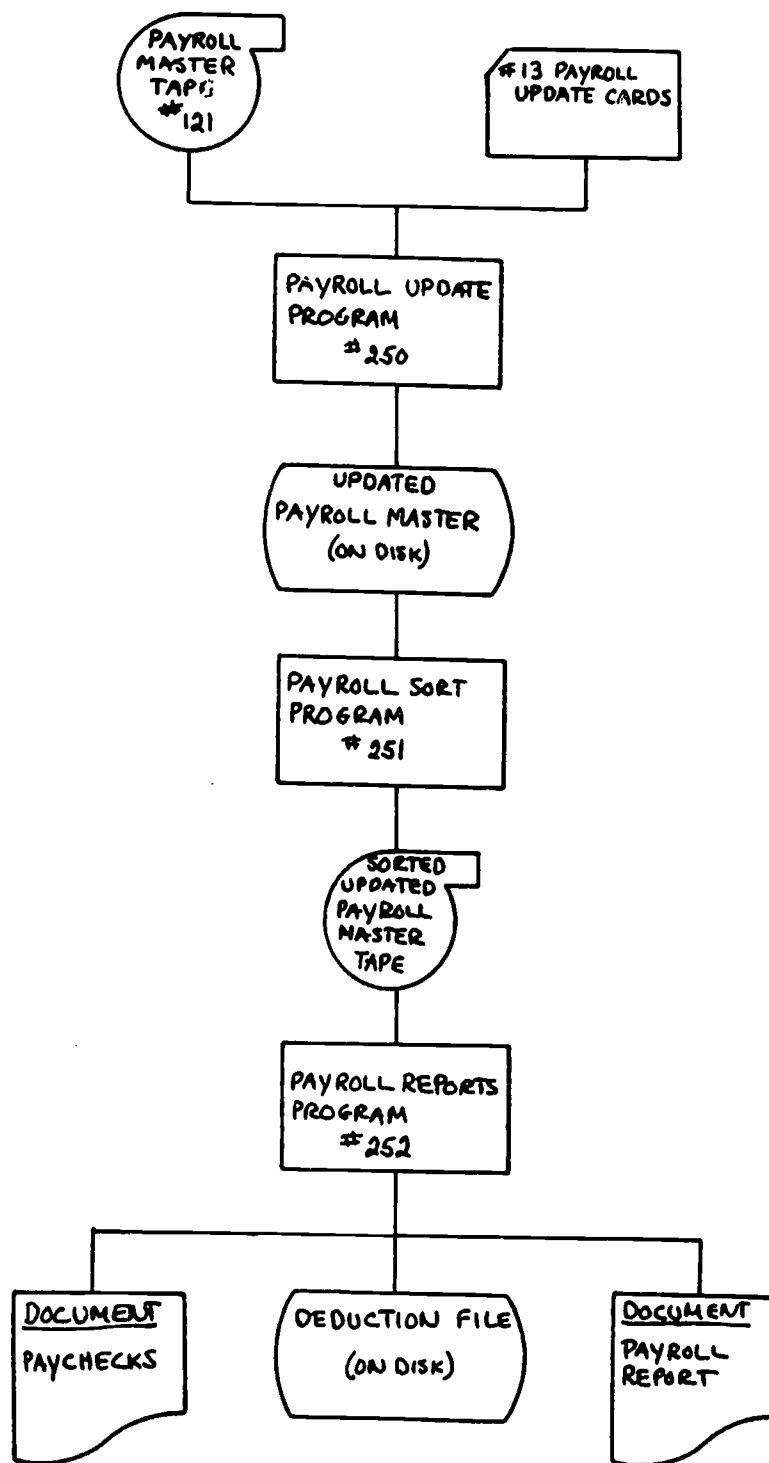 PAYROLL
MASTER
TAPE
#121
#13 PAYROLL
UPDATE CARDS
PAYROLL UPDATE
PROGRAM
#250
UPDATED
PAYROLL MASTER
(ON DISK)
PAYROLL SORT
PROGRAM
#251
SORTED
UPDATED
PAYROLL
MASTER
TAPE
PAYROLL REPORTS
PROGRAM
#252
DOCUMENT
PAYCHECKS
DEDUCTION FILE
(ON DISK)
DOCUMENT
PAYROLL
REPORT